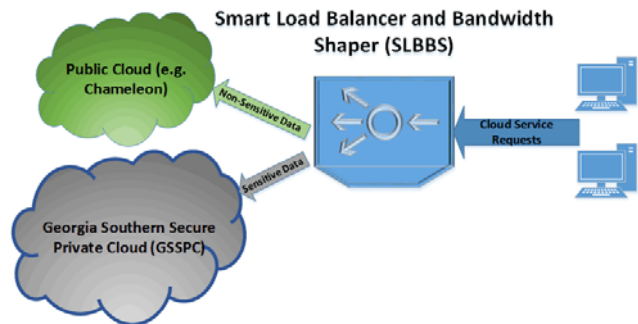 Smart Load Balancer and Bandwidth
Shaper (SLBBS)
Public Cloud (e.g.
Chameleon)
Non-Sensitive Data
Cloud Service
Requests
Sensitive Data
Georgia Southern Secure
Private Cloud (GSSPC)